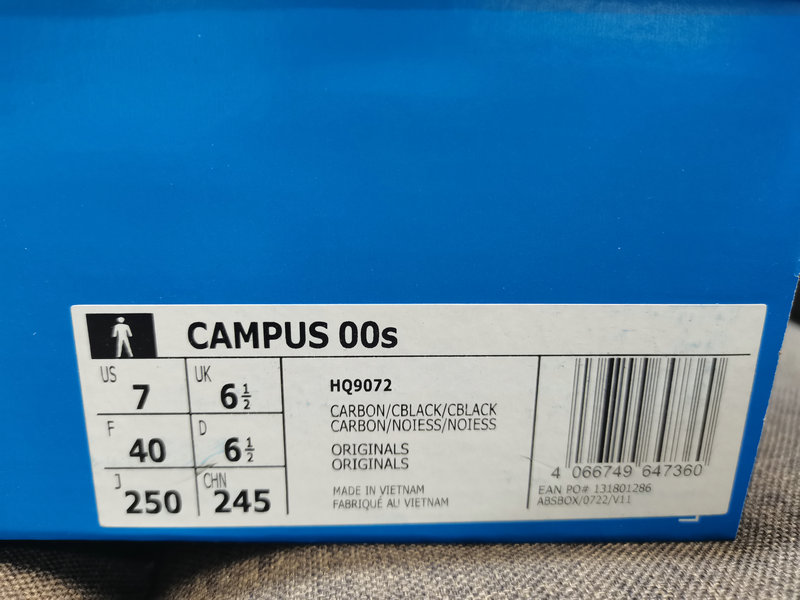 CAMPUS 00s
US 7 UK 6 1/2
F 40 D 6 1/2
J 250 CHN 245
HQ9072
CARBON/CBLACK/CBLACK
CARBON/NOIESS/NOIESS
ORIGINALS
ORIGINALS
MADE IN VIETNAM
FABRIQUÉ AU VIETNAM
4 066749 647360
EAN PO# 131801286
ABSBOX/0722/V11